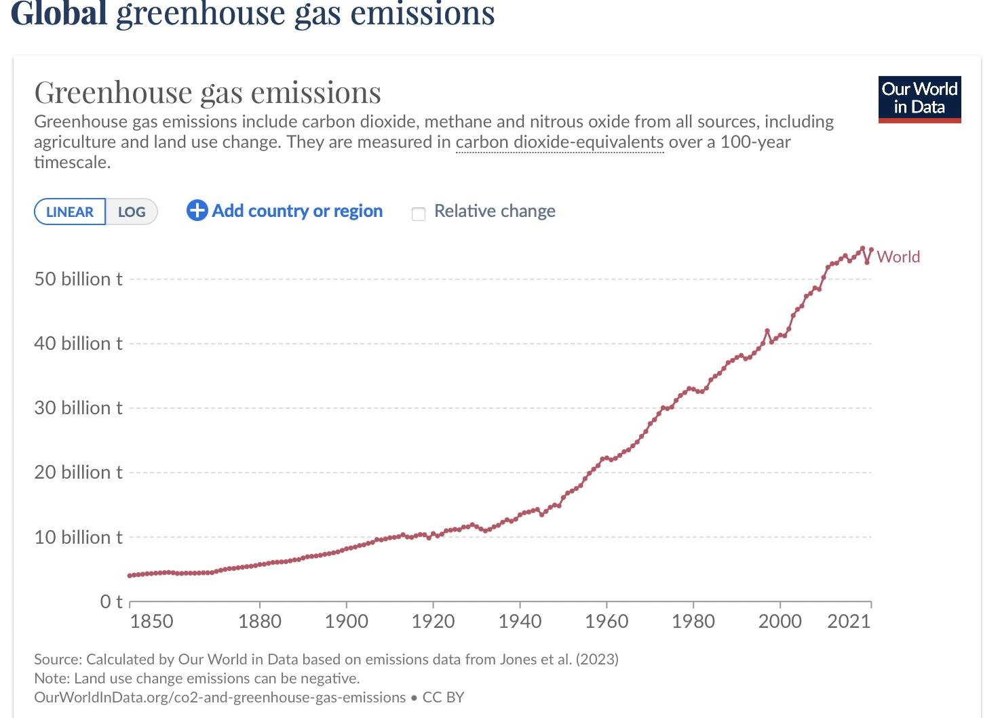 Global greenhouse gas emissions
Greenhouse gas emissions
Our World
in Data
Greenhouse gas emissions include carbon dioxide, methane and nitrous oxide from all sources, including
agriculture and land use change. They are measured in carbon dioxide-equivalents over a 100-year
timescale.
LINEAR LOG Add country or region Relative change
World
50 billion t
40 billion t
30 billion t
20 billion t
10 billion t
0 t
1850 1880 1900 1920 1940 1960 1980 2000 2021
Source: Calculated by Our World in Data based on emissions data from Jones et al. (2023)
Note: Land use change emissions can be negative.
OurWorldInData.org/co2-and-greenhouse-gas-emissions • CC BY